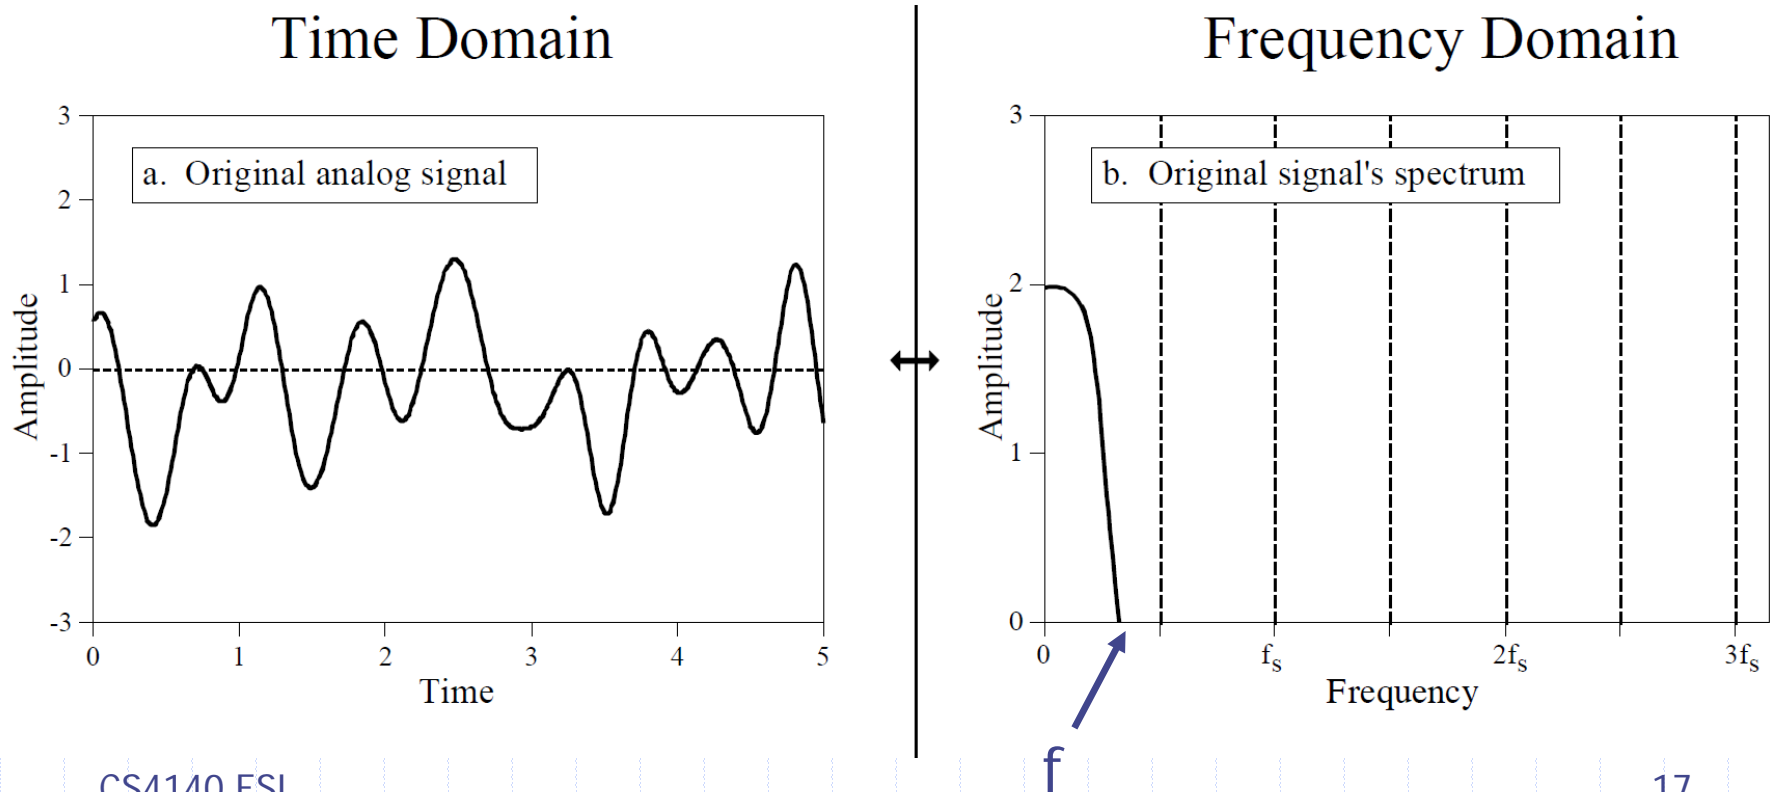 Time Domain
Frequency Domain
a. Original analog signal
3
2
1
0
-1
-2
-3
Amplitude
0 1 2 3 4 5
Time
b. Original signal's spectrum
3
2
1
0
Amplitude
0 fs 2fs 3fs
Frequency
f
CS4140 ESL
17